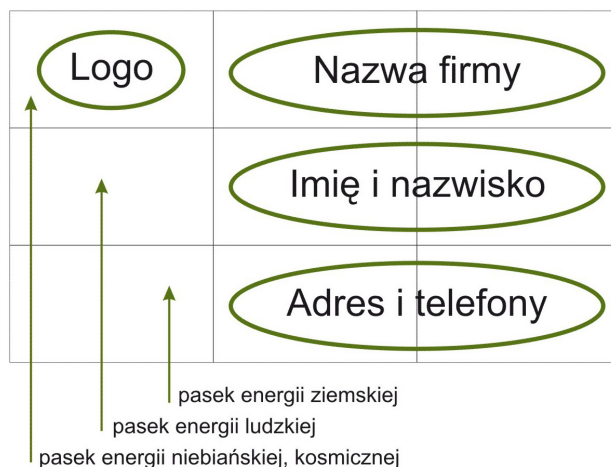 Logo
Nazwa firmy
Imię i nazwisko
Adres i telefony
pasek energii ziemskiej
pasek energii ludzkiej
pasek energii niebiańskiej, kosmicznej